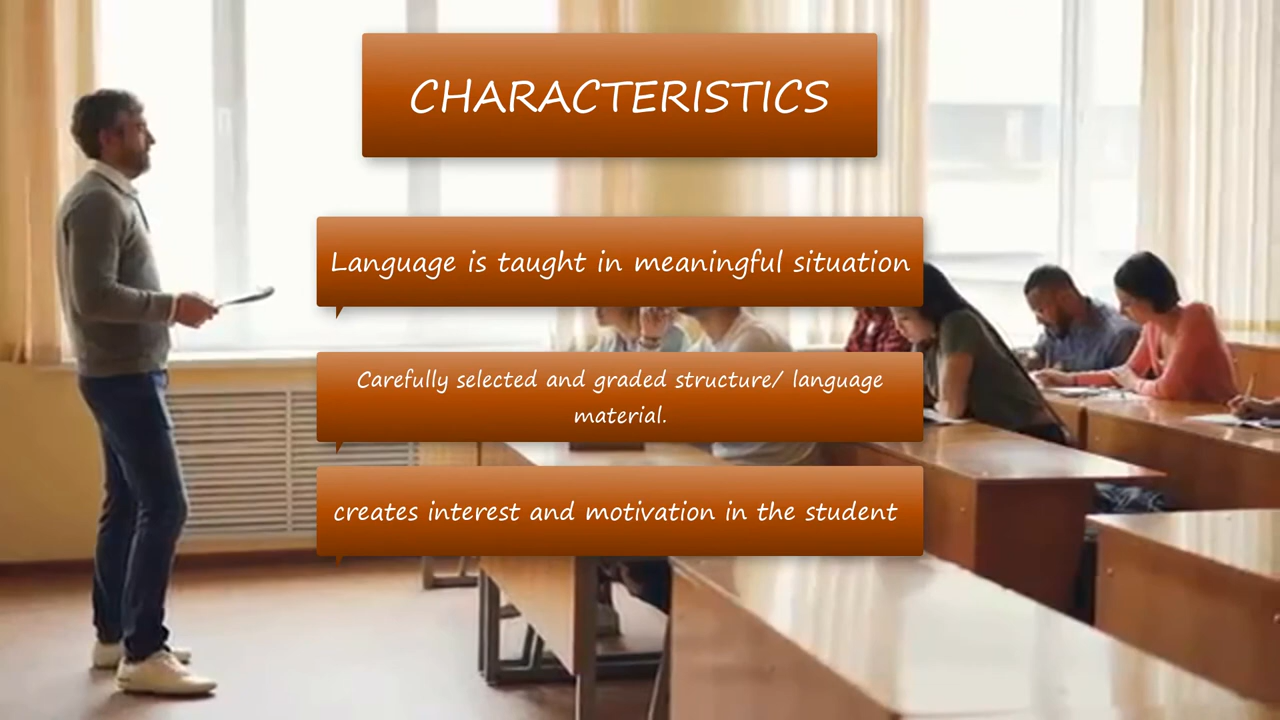 CHARACTERISTICS
Language is taught in meaningful situation
Carefully selected and graded structure/ language
material.
creates interest and motivation in the student